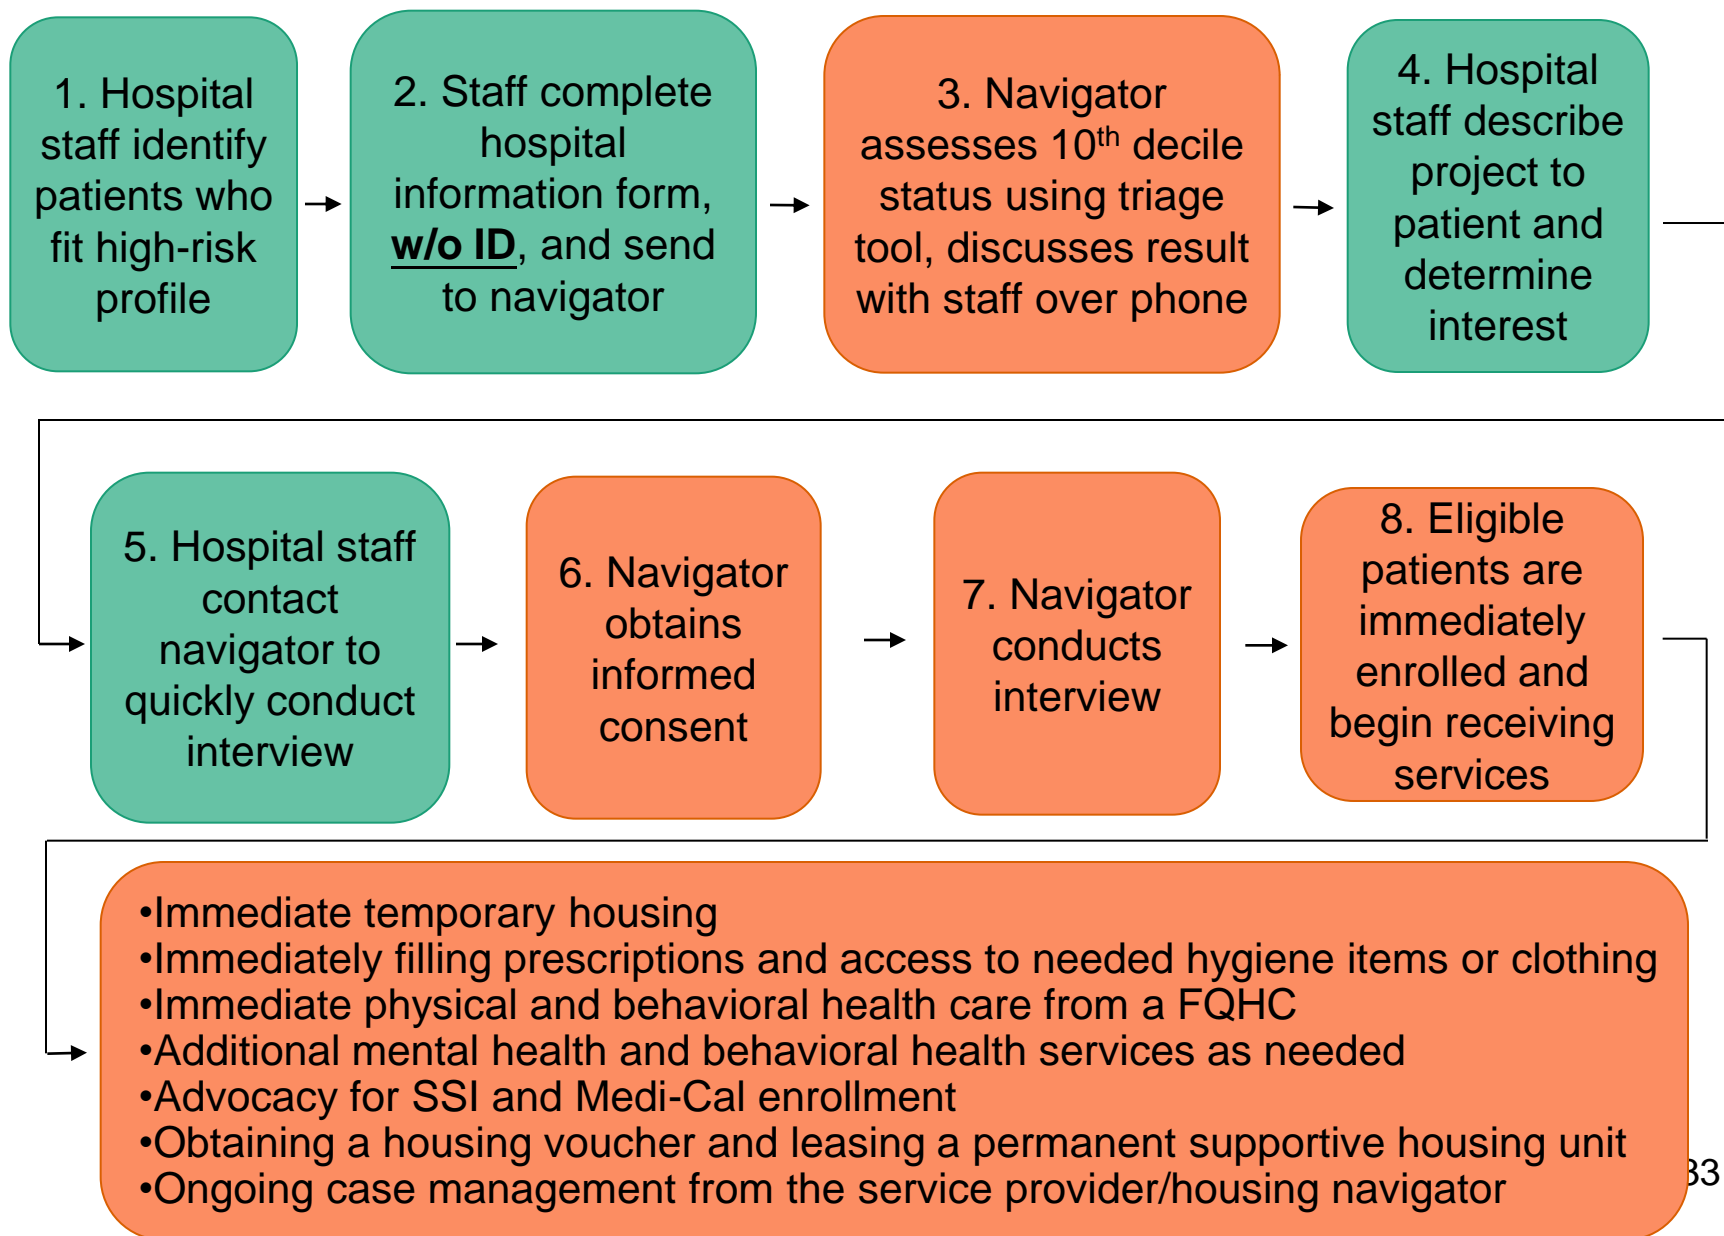 1. Hospital
staff identify
patients who
fit high-risk
profile
2. Staff complete
hospital
information form,
w/o ID, and send
to navigator
3. Navigator
assesses 10th decile
status using triage
tool, discusses result
with staff over phone
4. Hospital
staff describe
project to
patient and
determine
interest
5. Hospital staff
contact
navigator to
quickly conduct
interview
6. Navigator
obtains
informed
consent
7. Navigator
conducts
interview
8. Eligible
patients are
immediately
enrolled and
begin receiving
services
•Immediate temporary housing
•Immediately filling prescriptions and access to needed hygiene items or clothing
•Immediate physical and behavioral health care from a FQHC
•Additional mental health and behavioral health services as needed
•Advocacy for SSI and Medi-Cal enrollment
•Obtaining a housing voucher and leasing a permanent supportive housing unit
•Ongoing case management from the service provider/housing navigator
33